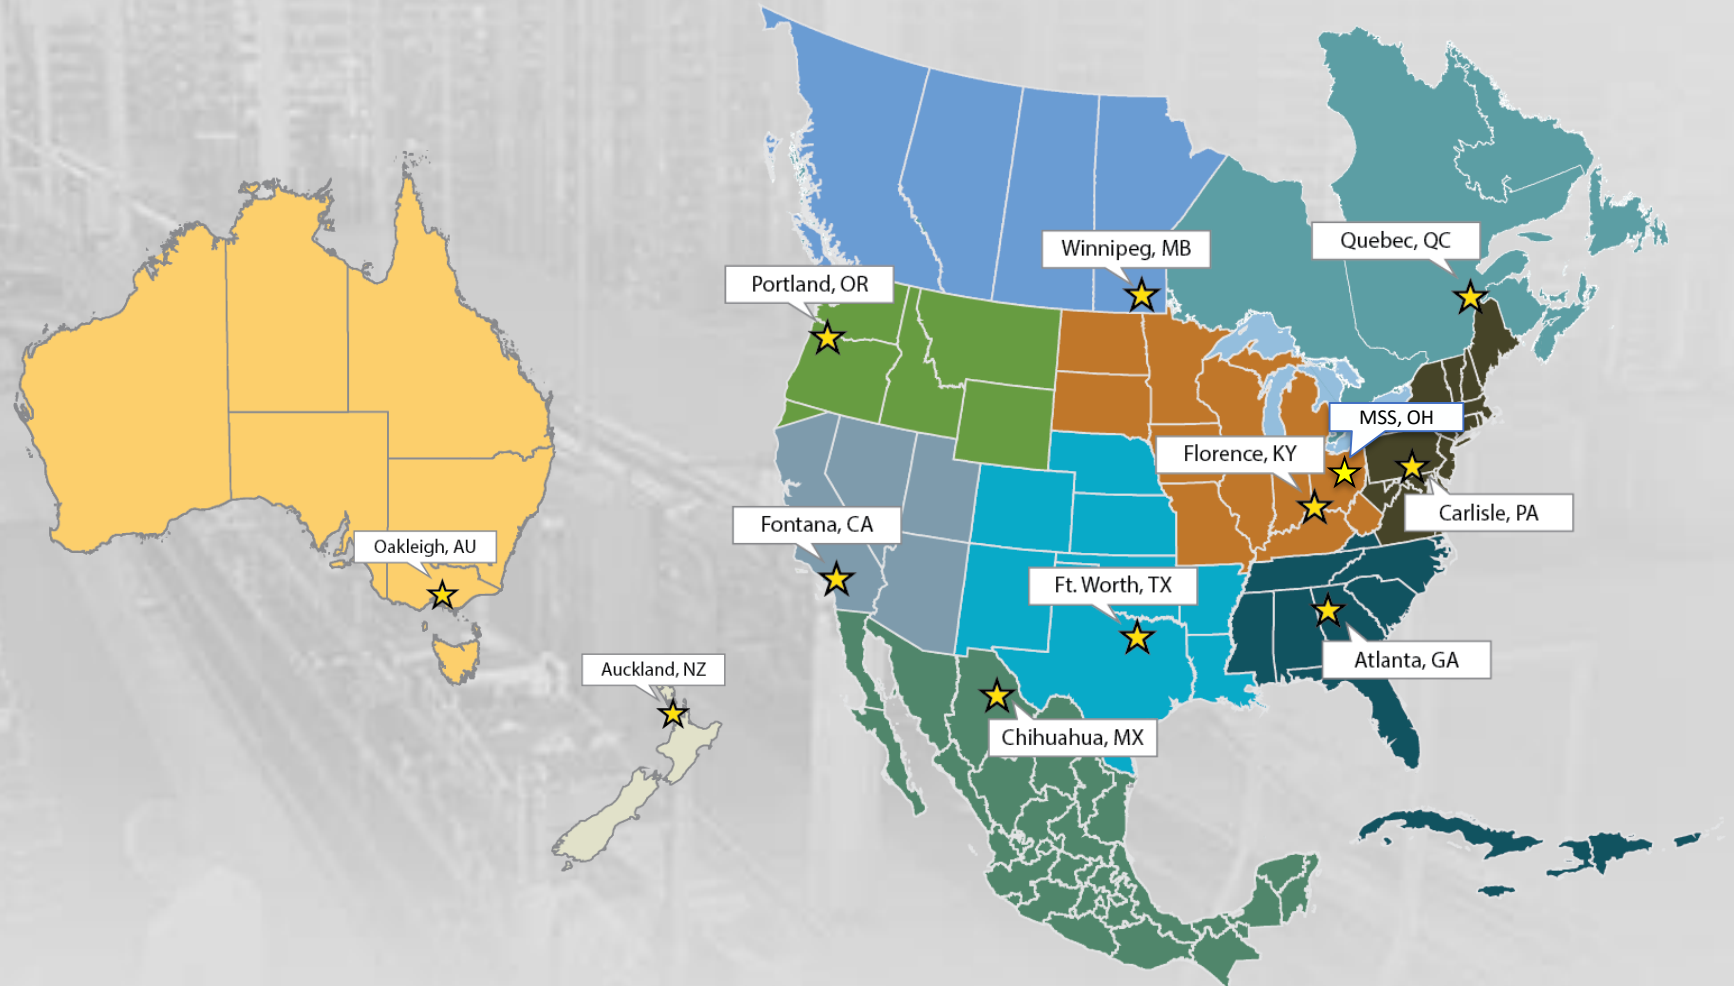 Quebec, QC
Winnipeg, MB
Portland, OR
MSS, OH
Florence, KY
Carlisle, PA
Fontana, CA
Oakleigh, AU
Ft. Worth, TX
Atlanta, GA
Auckland, NZ
Chihuahua, MX